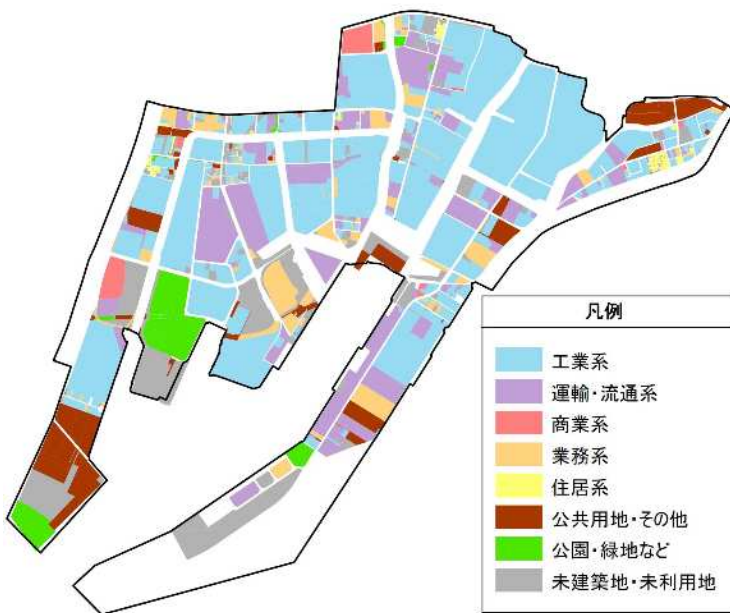 凡例
工業系
運輸・流通系
商業系
業務系
住居系
公共用地・その他
公園・緑地など
未建築地・未利用地